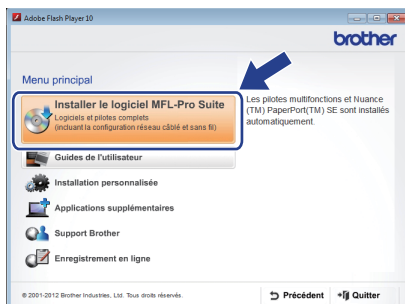 Adobe Flash Player 10
brother
Menu principal
Installer le logiciel MFL-Pro Suite
Logiciels et pilotes complets
(incluant la configuration réseau câblé et sans fil)
Les pilotes multifonctions et Nuance
(TM) PaperPort(TM) SE sont installés
automatiquement.
Guides de l'utilisateur
Installation personnalisée
Applications supplémentaires
Support Brother
Enregistrement en ligne
© 2001-2012 Brother Industries, Ltd. Tous droits réservés.
Précédent
Quitter